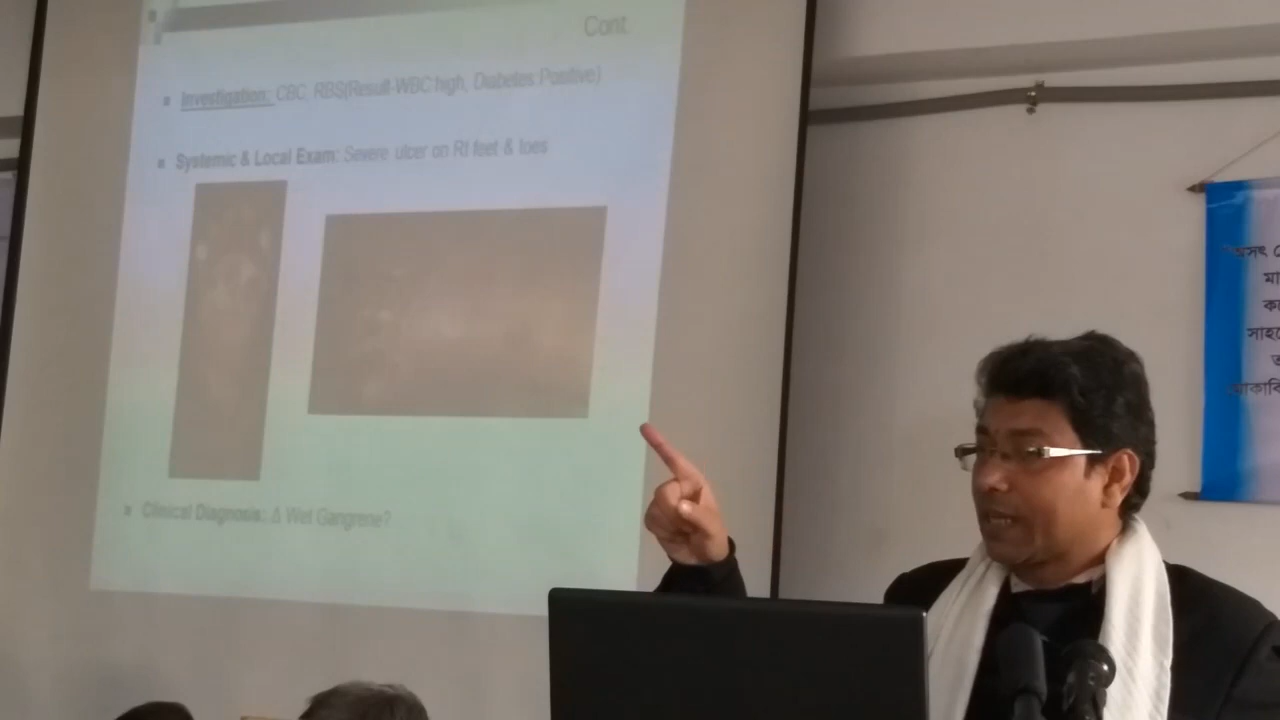 Cont.
Investigation: CBC, RBS(Result-WBC high, Diabetes Positive)
Systemic & Local Exam: Severe ulcer on Rt feet & toes
Clinical Diagnosis: Δ Wet Gangrene?
অসৎ
মা
সাহ